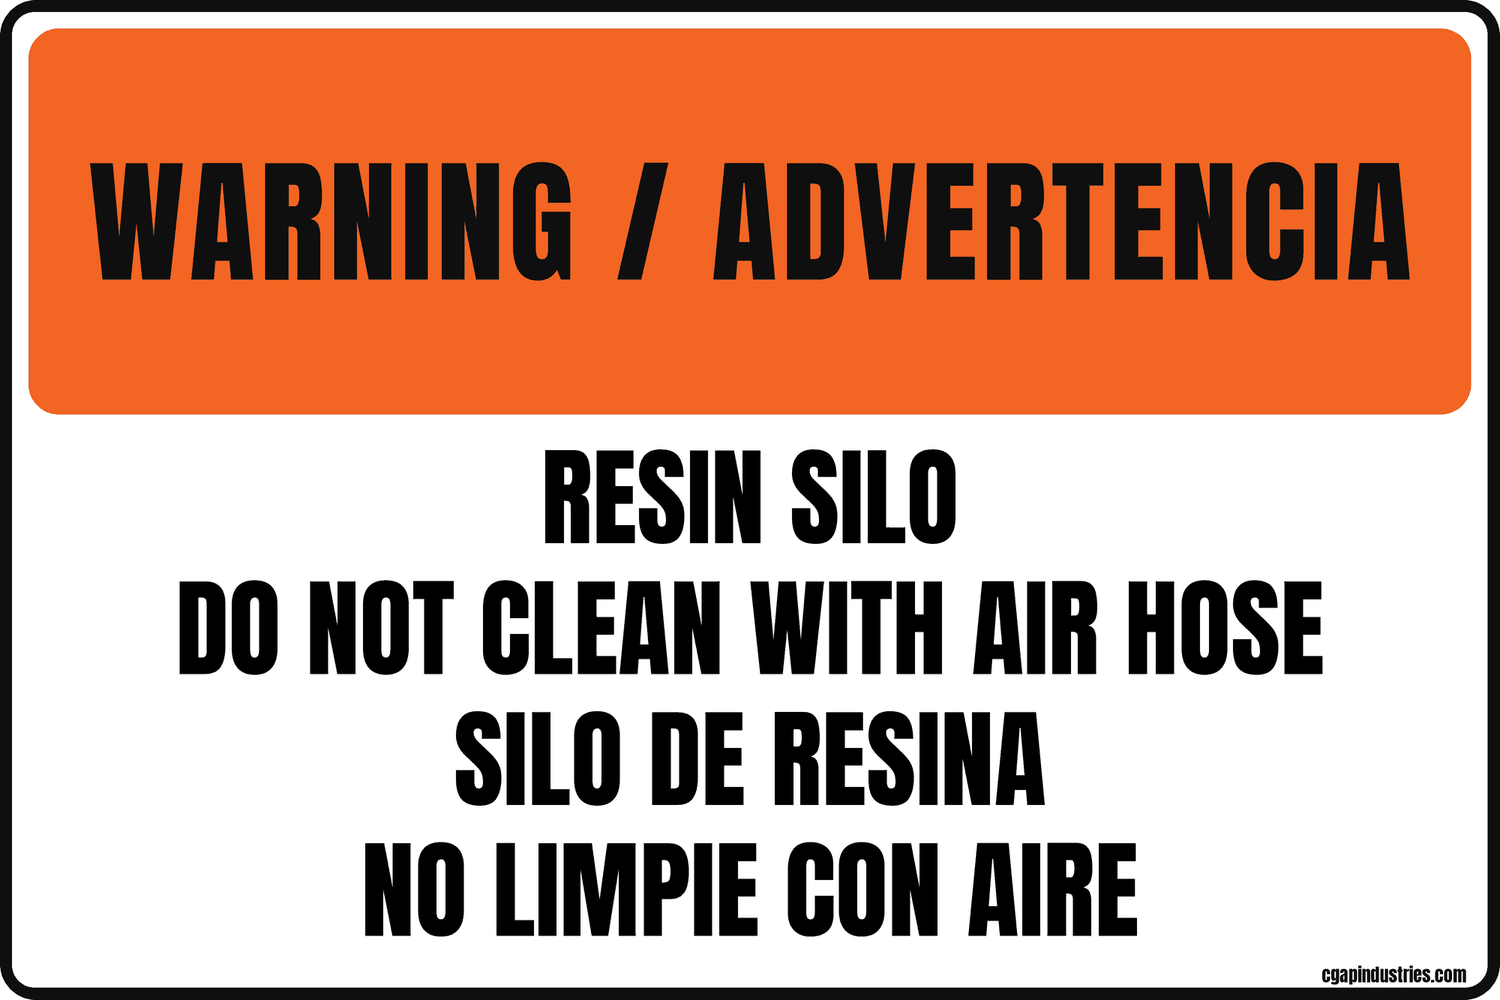 WARNING / ADVERTENCIA
RESIN SILO
DO NOT CLEAN WITH AIR HOSE
SILO DE RESINA
NO LIMPIE CON AIRE
cgapindustries.com